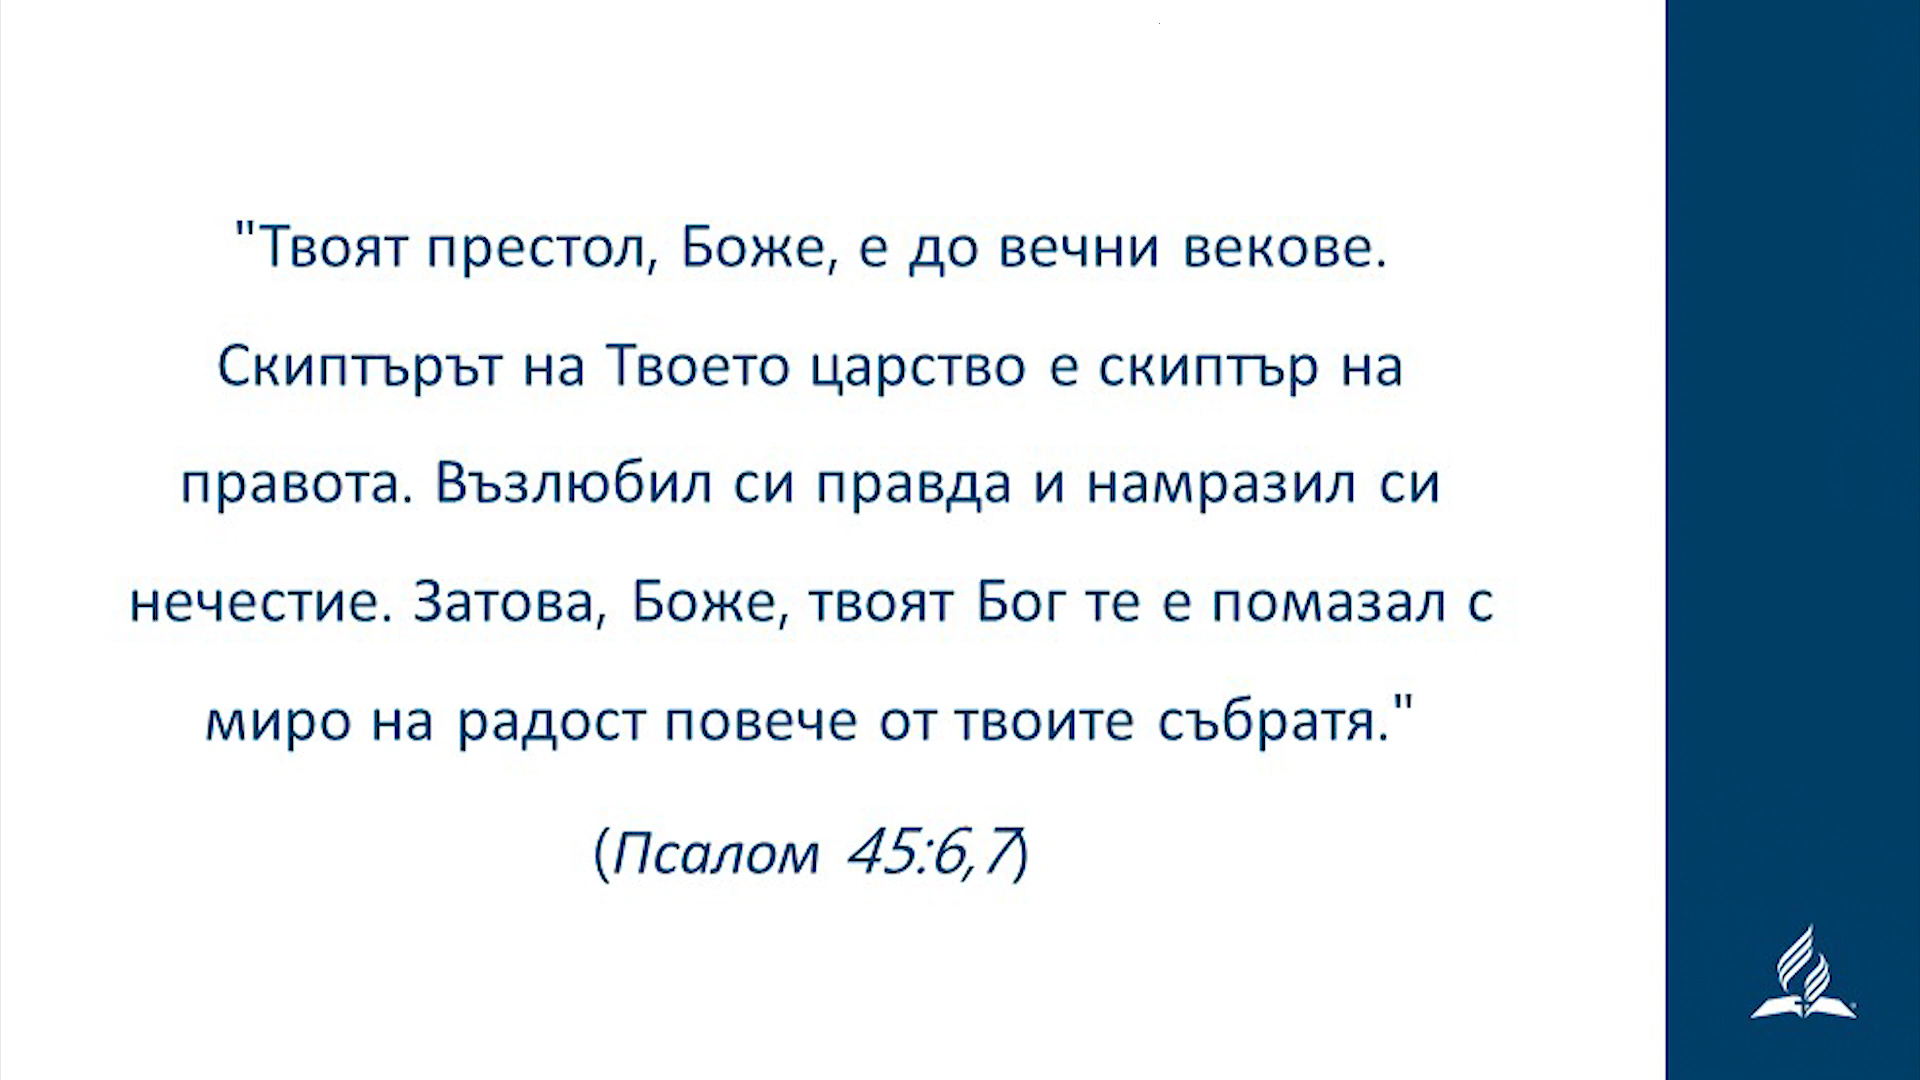 "Твоят престол, Боже, е до вечни векове.
Скиптърът на Твоето царство е скиптър на
правота. Възлюбил си правда и намразил си
нечестие. Затова, Боже, твоят Бог те е помазал с
миро на радост повече от твоите събратя."
(Псалом 45:6,7)